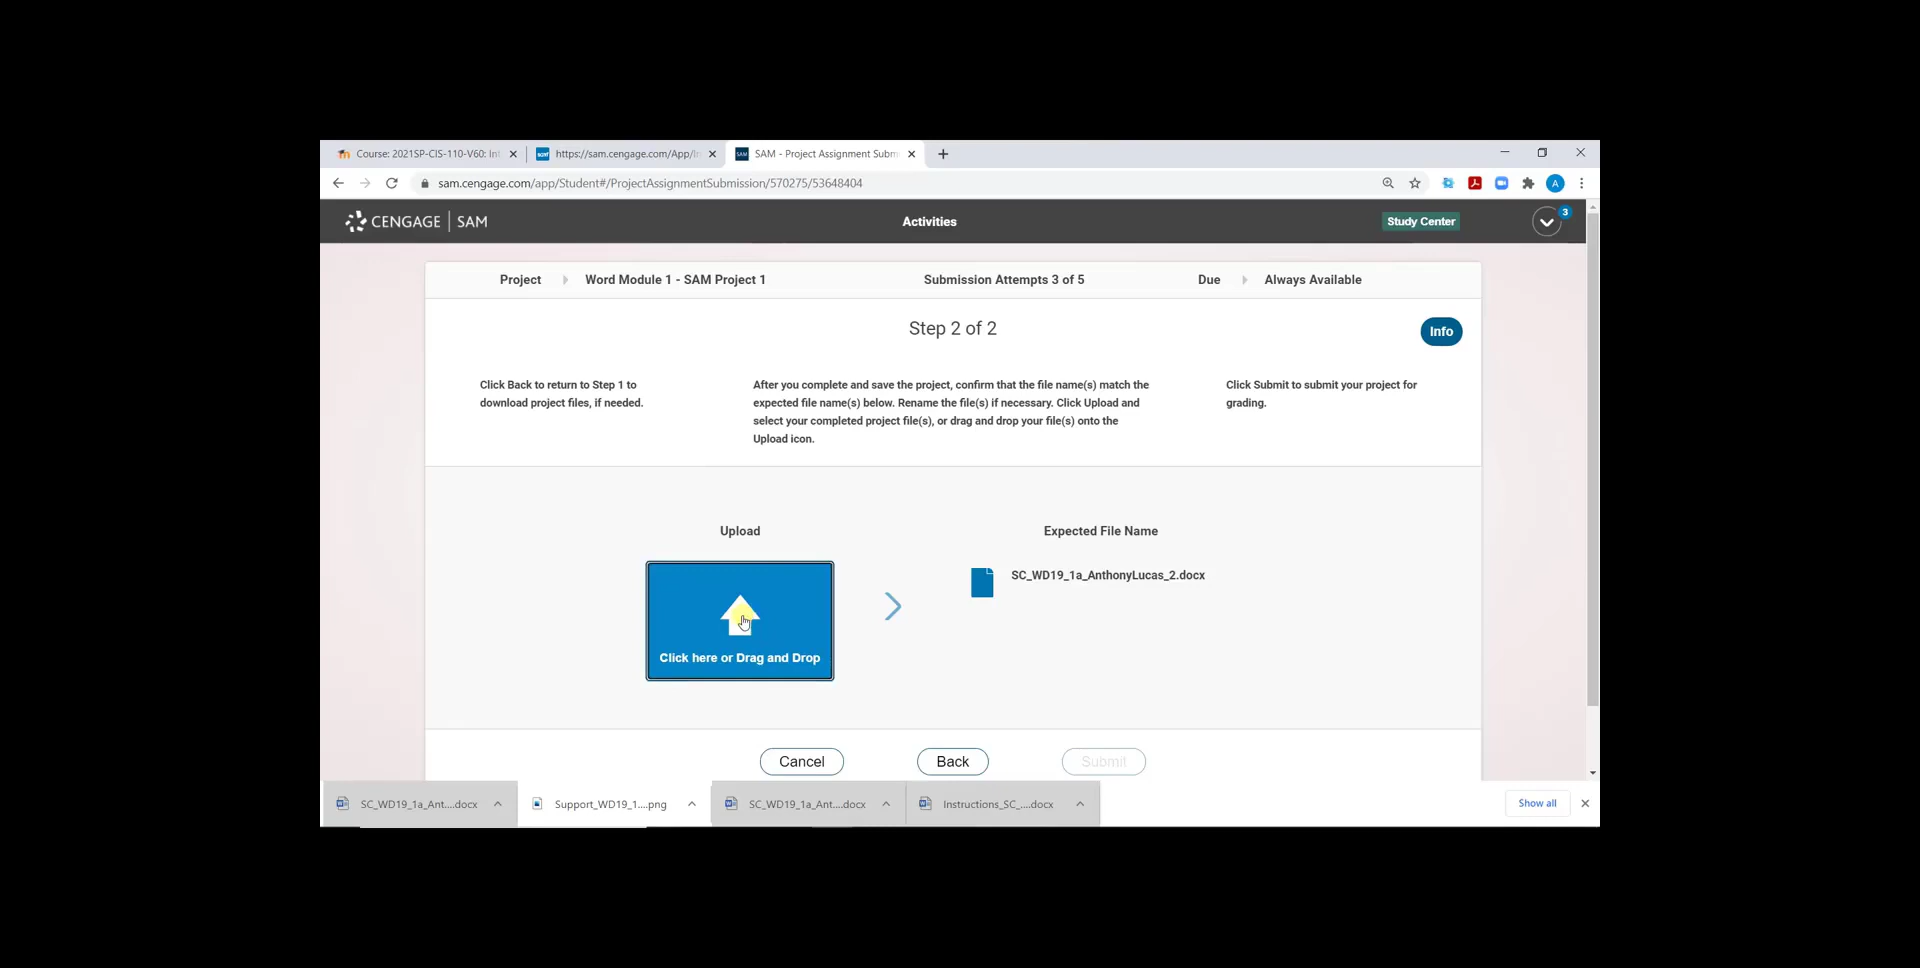 Course: 2021SP-CIS-110-V60: Int
https://sam.cengage.com/App/In
SAM - Project Assignment Subm
sam.cengage.com/app/Student#/ProjectAssignmentSubmission/570275/53648404
A
CENGAGE | SAM
Activities
Study Center
3
Project
Word Module 1 - SAM Project 1
Submission Attempts 3 of 5
Due
Always Available
Step 2 of 2
Info
Click Back to return to Step 1 to
download project files, if needed.
After you complete and save the project, confirm that the file name(s) match the
expected file name(s) below. Rename the file(s) if necessary. Click Upload and
select your completed project file(s), or drag and drop your file(s) onto the
Upload icon.
Click Submit to submit your project for
grading.
Upload
Expected File Name
Click here or Drag and Drop
SC_WD19_1a_AnthonyLucas_2.docx
Cancel
Back
Submit
SC_WD19_1a_Ant....docx
Support_WD19_1....png
SC_WD19_1a_Ant....docx
Instructions_SC_....docx
Show all